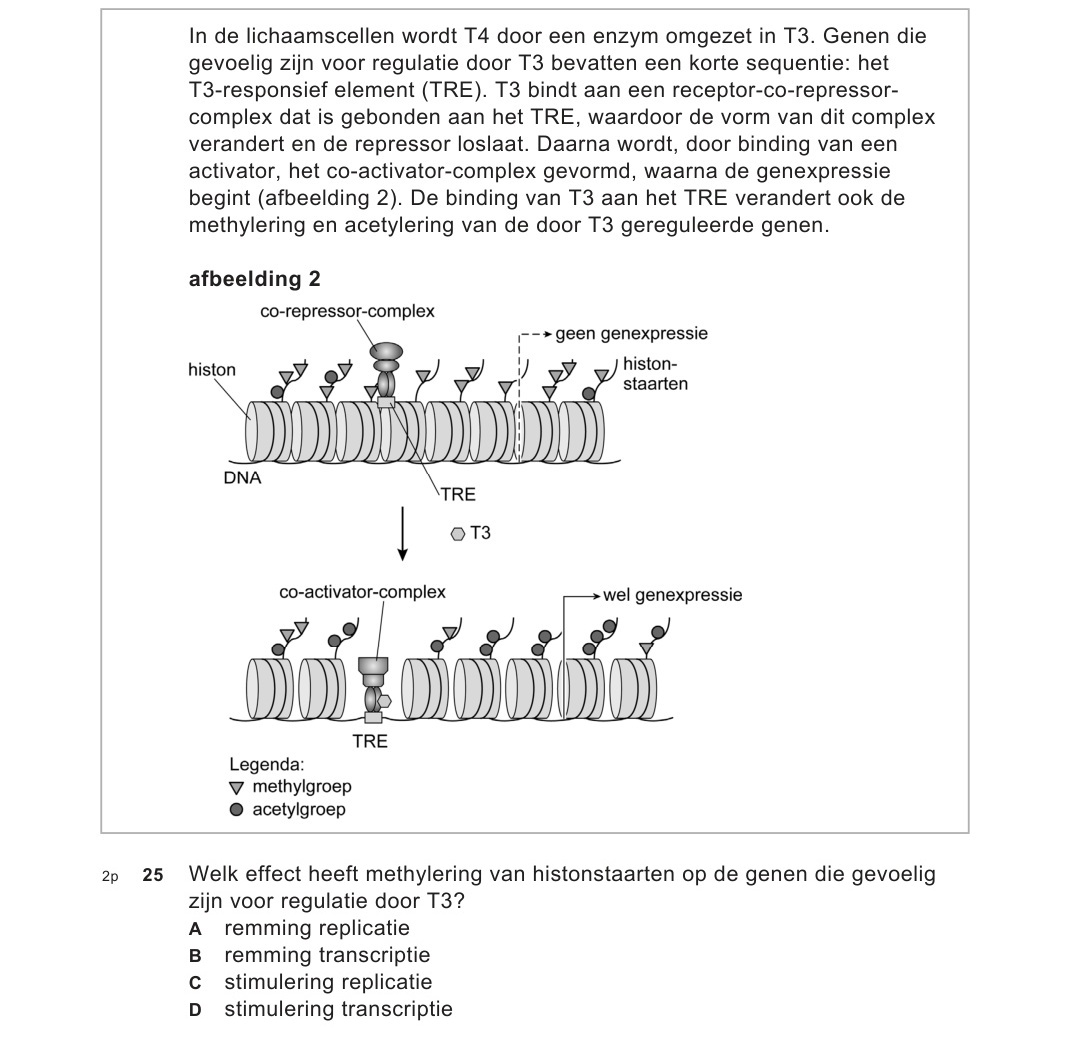 In de lichaamscellen wordt T4 door een enzym omgezet in T3. Genen die
gevoelig zijn voor regulatie door T3 bevatten een korte sequentie: het
T3-responsief element (TRE). T3 bindt aan een receptor-co-repressor-
complex dat is gebonden aan het TRE, waardoor de vorm van dit complex
verandert en de repressor loslaat. Daarna wordt, door binding van een
activator, het co-activator-complex gevormd, waarna de genexpressie
begint (afbeelding 2). De binding van T3 aan het TRE verandert ook de
methylering en acetylering van de door T3 gereguleerde genen.
afbeelding 2
co-repressor-complex
geen genexpressie
histon
histon-
staarten
DNA
TRE
T3
co-activator-complex
wel genexpressie
TRE
Legenda:
methylgroep
acetylgroep
2p 25 Welk effect heeft methylering van histonstaarten op de genen die gevoelig
zijn voor regulatie door T3?
A remming replicatie
B remming transcriptie
C stimulering replicatie
D stimulering transcriptie